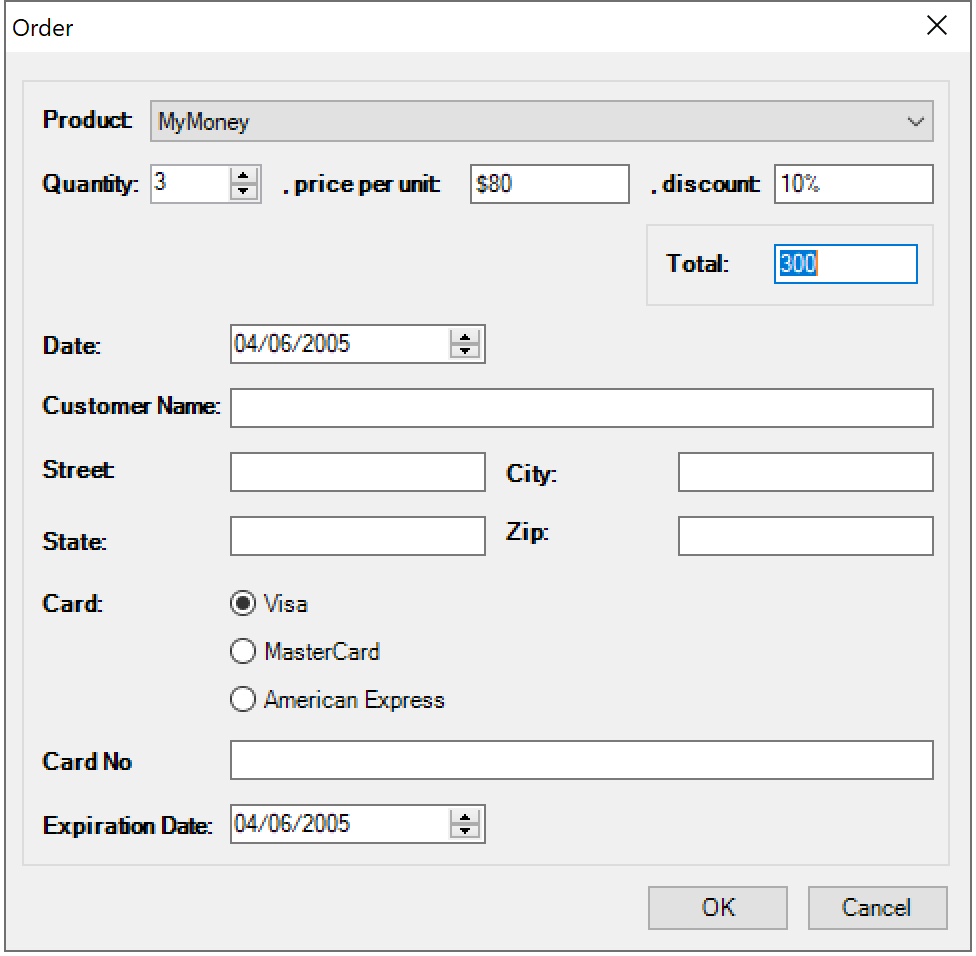 Order
Product: MyMoney
Quantity: 3 . price per unit: $80 . discount: 10%
Total: 300
Date: 04/06/2005
Customer Name:
Street: City:
State: Zip:
Card: Visa
MasterCard
American Express
Card No
Expiration Date: 04/06/2005
OK Cancel